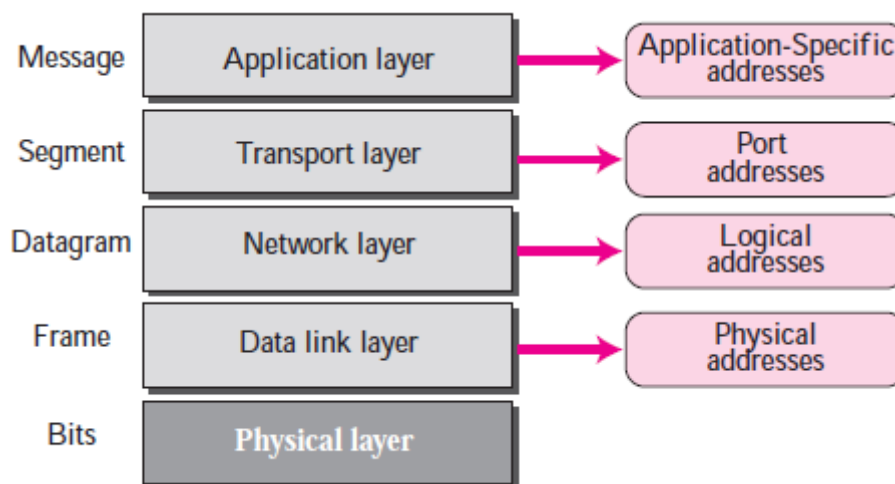 Message
Application layer
Application-Specific
addresses
Segment
Transport layer
Port
addresses
Datagram
Network layer
Logical
addresses
Frame
Data link layer
Physical
addresses
Bits
Physical layer